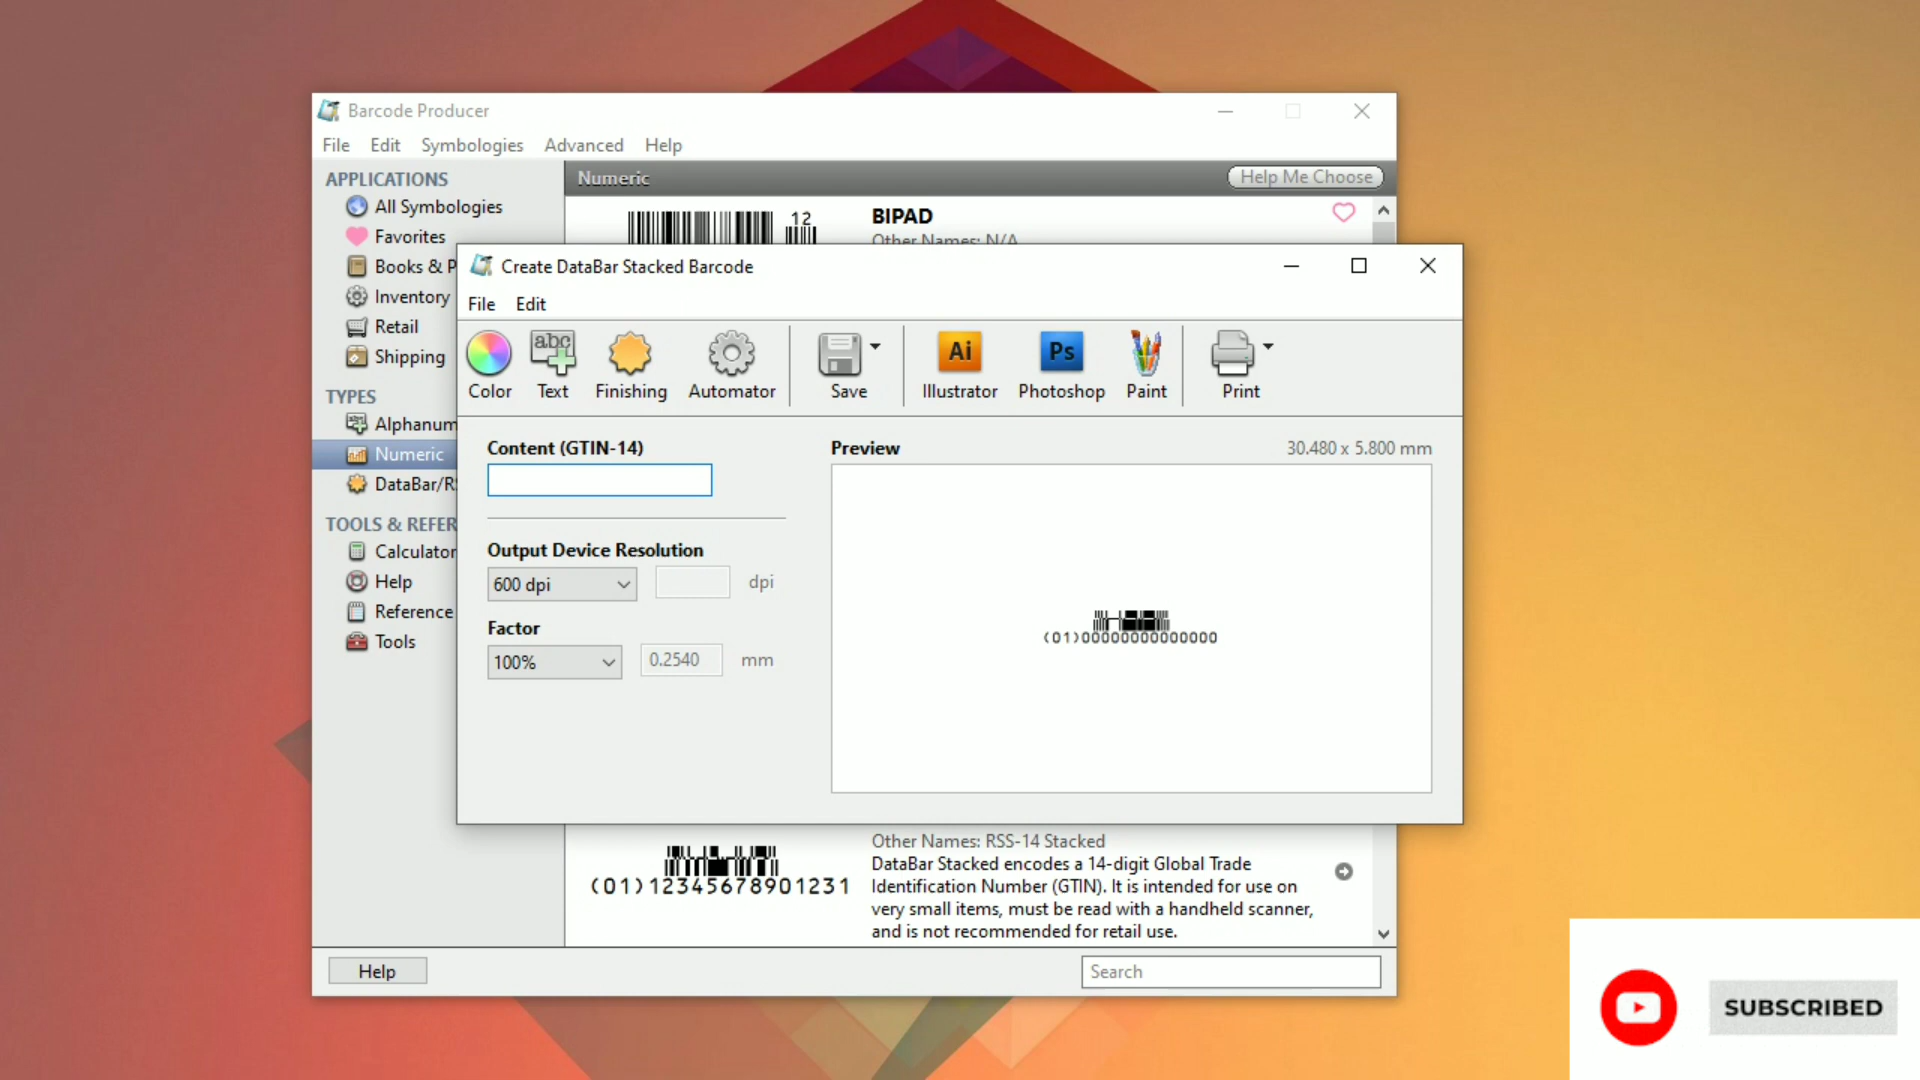 Barcode Producer
File Edit Symbologies Advanced Help
APPLICATIONS
All Symbologies
Favorites
Books & P
Inventory
Retail
Shipping
TYPES
Alphanum
Numeric
DataBar/R
TOOLS & REFER
Calculator
Help
Reference
Tools
Numeric
Help Me Choose
12
BIPAD
Other Names: N/A
Create DataBar Stacked Barcode
File Edit
abc
Ai
Ps
Color Text Finishing Automator Save Illustrator Photoshop Paint Print
Content (GTIN-14)
Output Device Resolution
600 dpi dpi
Factor
100% 0.2540 mm
Preview 30.480 x 5.800 mm
(01)00000000000000
(01)12345678901231
Other Names: RSS-14 Stacked
DataBar Stacked encodes a 14-digit Global Trade
Identification Number (GTIN). It is intended for use on
very small items, must be read with a handheld scanner,
and is not recommended for retail use.
Help
Search
SUBSCRIBED